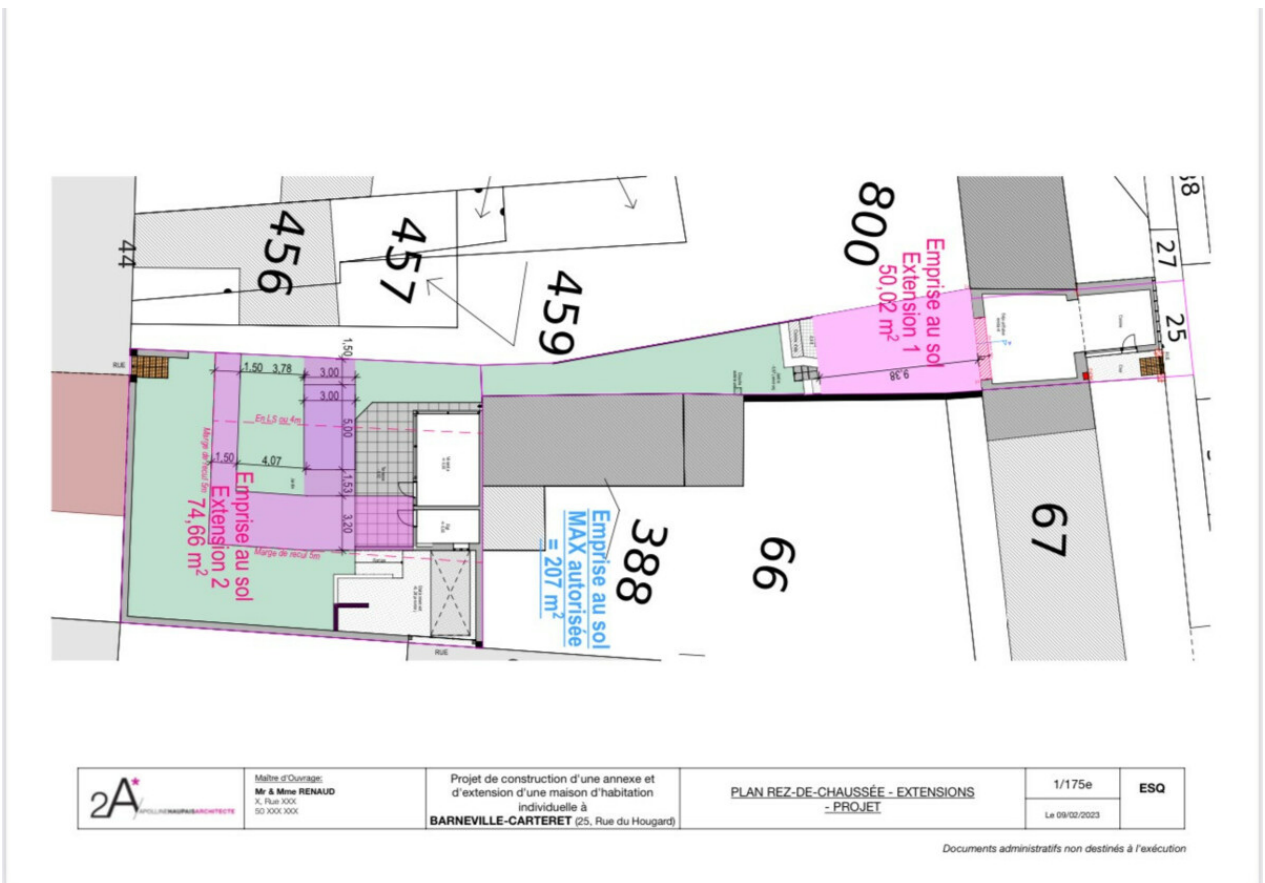 44
456
457
459
800
388
66
67
38
27
25
Emprise au sol
Extension 1
50,02 m²
9,38
RUE
1,50
3,78
3,00
1,50
3,00
5,00
En LS ou 4m
Marge de recul 5m
1,50
4,07
1,53
3,20
Emprise au sol
Extension 2
74,66 m²
Marge de recul 5m
Emprise au sol
MAX autorisée
= 207 m²
RUE
2A*
APOLLINEMAUPASARCHITECTE
Maître d'Ouvrage:
Mr & Mme RENAUD
X, Rue XXX
50 XXX XXX
Projet de construction d'une annexe et
d'extension d'une maison d'habitation
individuelle à
BARNEVILLE-CARTERET (25, Rue du Hougard)
PLAN REZ-DE-CHAUSSÉE - EXTENSIONS
- PROJET
1/175e
Le 09/02/2023
ESQ
Documents administratifs non destinés à l'exécution